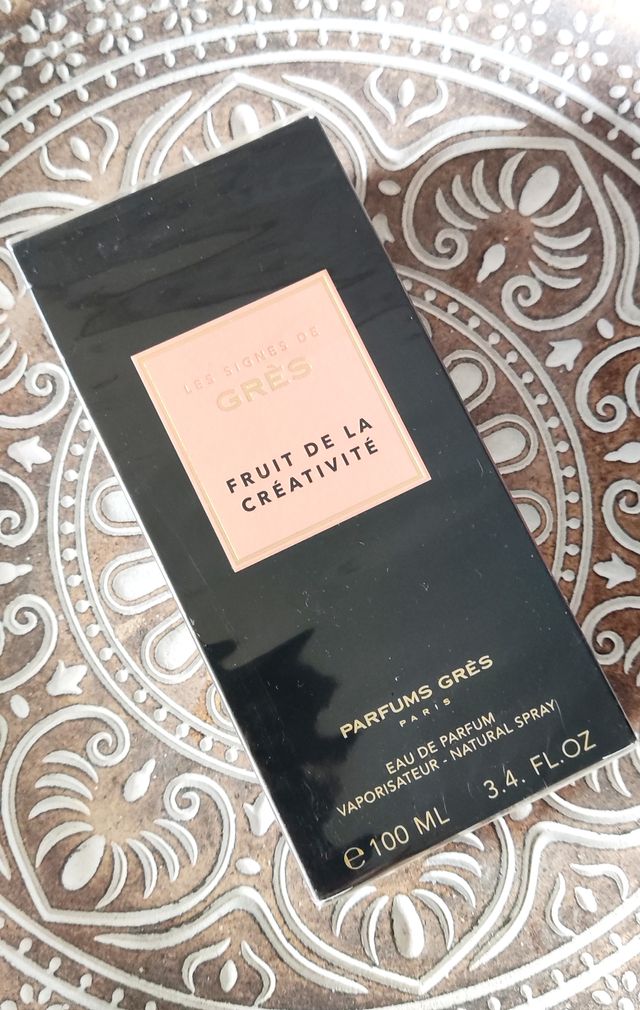 LES SIGNES DE
GRÈS
FRUIT DE LA
CRÉATIVITÉ
PARFUMS GRÈS
PARIS
EAU DE PARFUM
VAPORISATEUR - NATURAL SPRAY
℮ 100 ML 3.4. FL.OZ